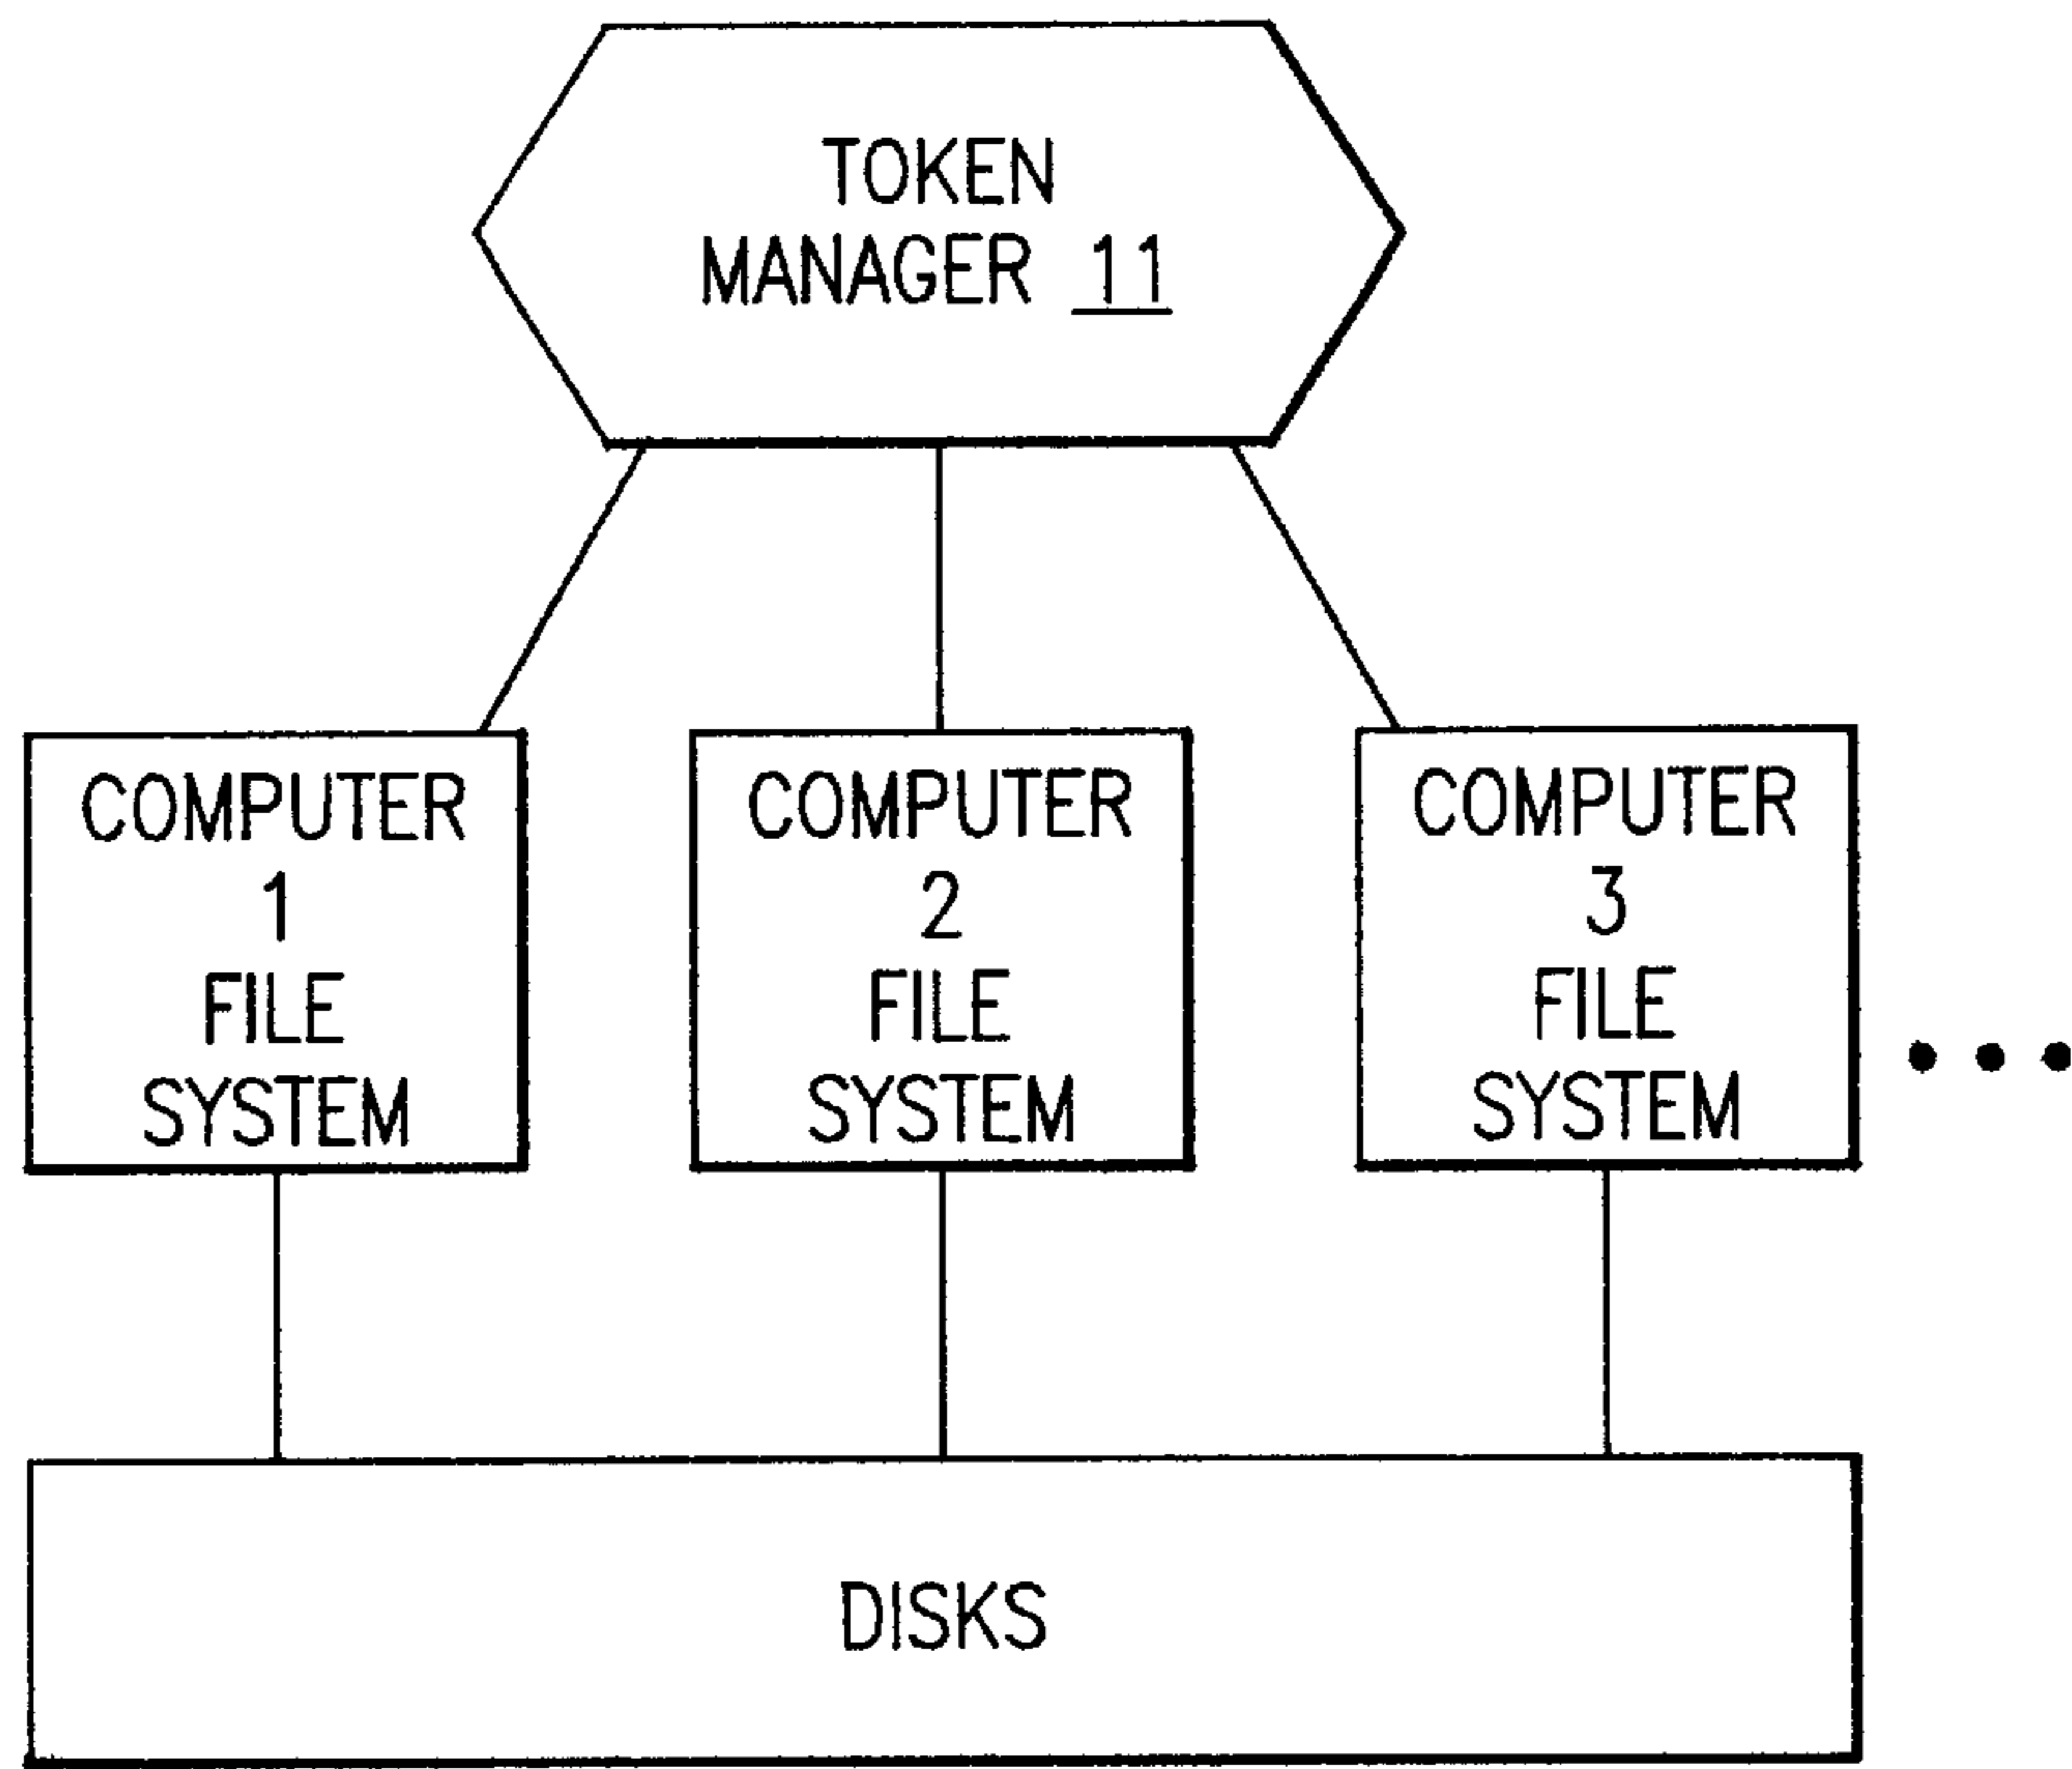 TOKEN
MANAGER 11
COMPUTER
1
FILE
SYSTEM
COMPUTER
2
FILE
SYSTEM
COMPUTER
3
FILE
SYSTEM
DISKS